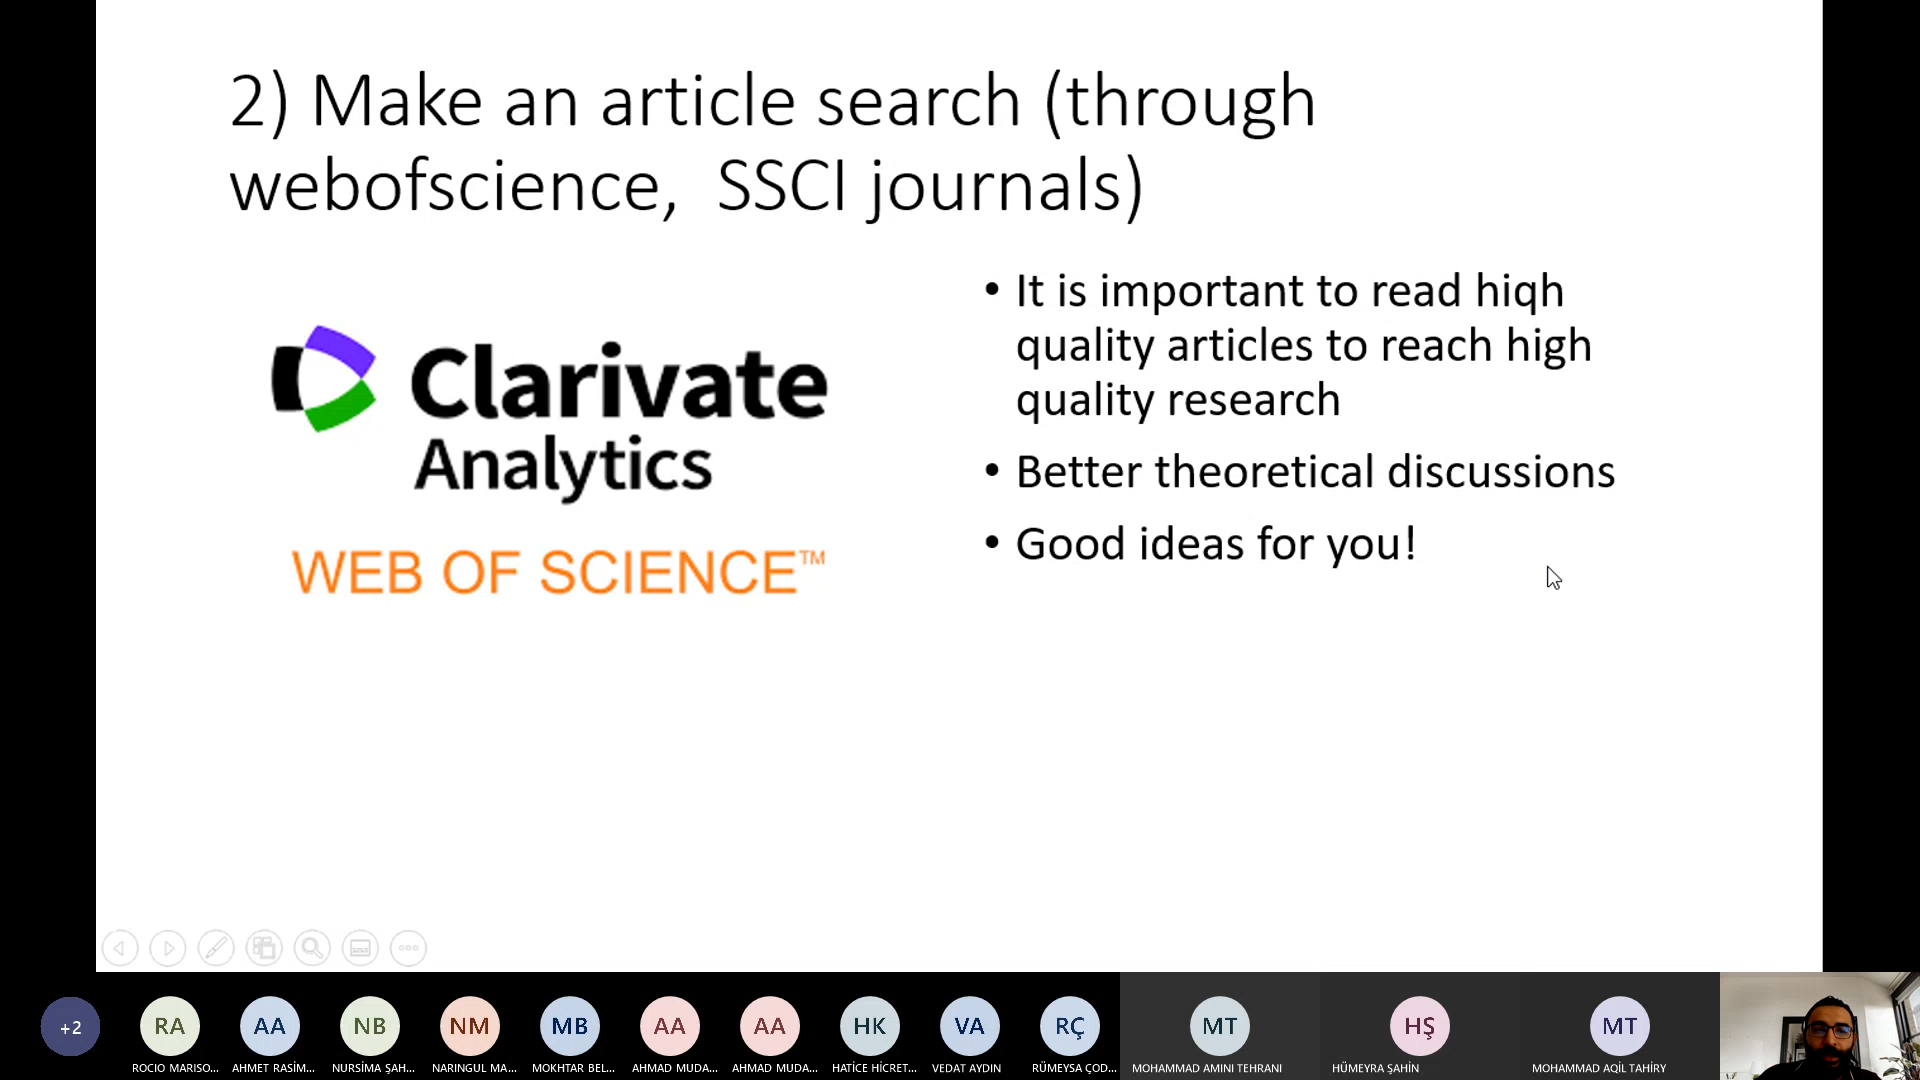 2) Make an article search (through
webofscience, SSCI journals)
Clarivate
Analytics
WEB OF SCIENCE™
• It is important to read hiqh
quality articles to reach high
quality research
• Better theoretical discussions
• Good ideas for you!
+2
RA
AA
NB
NM
MB
AA
AA
HK
VA
RÇ
MT
HŞ
MT
ROCIO MARISO...
AHMET RASİM...
NURSİMA ŞAH...
NARINGUL MA...
MOKHTAR BEL...
AHMAD MUDA...
AHMAD MUDA...
HATİCE HİCRET...
VEDAT AYDIN
RÜMEYSA ÇOD...
MOHAMMAD AMINI TEHRANI
HÜMEYRA ŞAHİN
MOHAMMAD AQİL TAHİRY